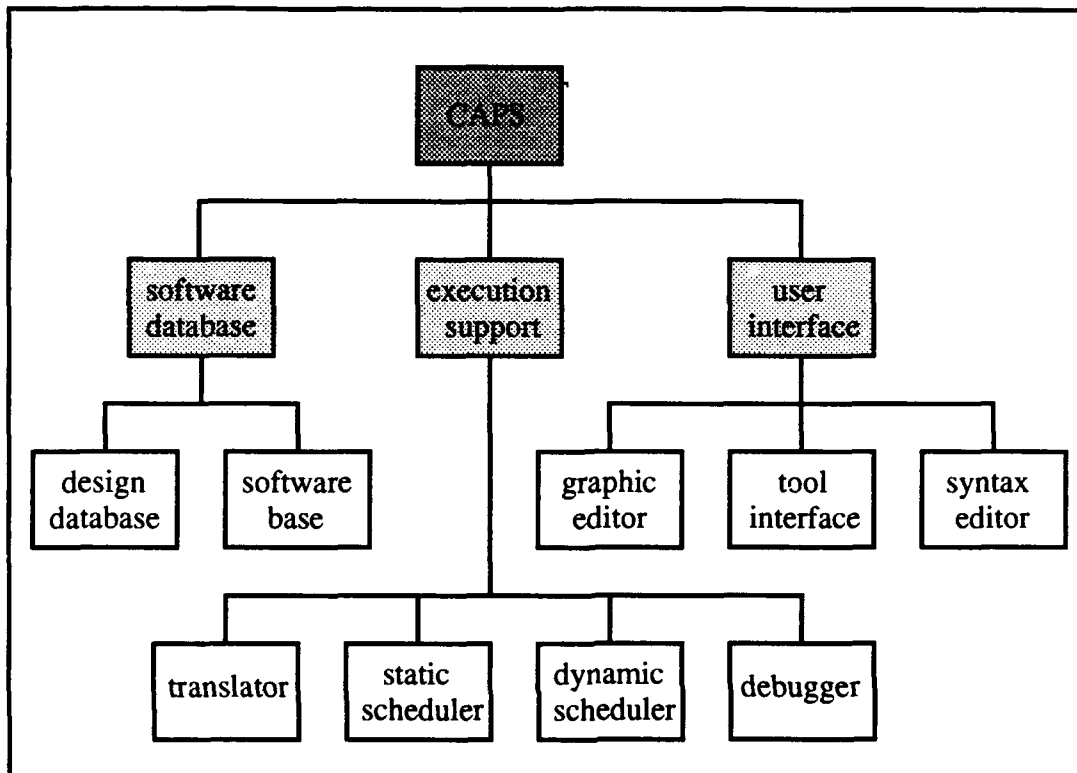 CAPS
software
database
execution
support
user
interface
design
database
software
base
graphic
editor
tool
interface
syntax
editor
translator
static
scheduler
dynamic
scheduler
debugger